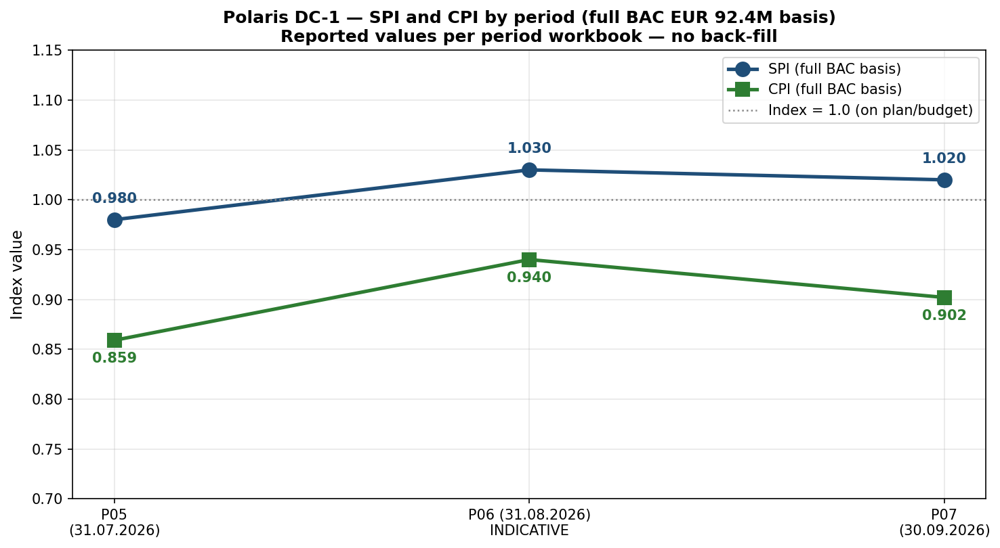 Polaris DC-1 — SPI and CPI by period (full BAC EUR 92.4M basis)
Reported values per period workbook — no back-fill
SPI (full BAC basis)
CPI (full BAC basis)
Index = 1.0 (on plan/budget)
Index value
1.15
1.10
1.05
1.00
0.95
0.90
0.85
0.80
0.75
0.70
0.980
1.030
1.020
0.859
0.940
0.902
P05
(31.07.2026)
P06 (31.08.2026)
INDICATIVE
P07
(30.09.2026)